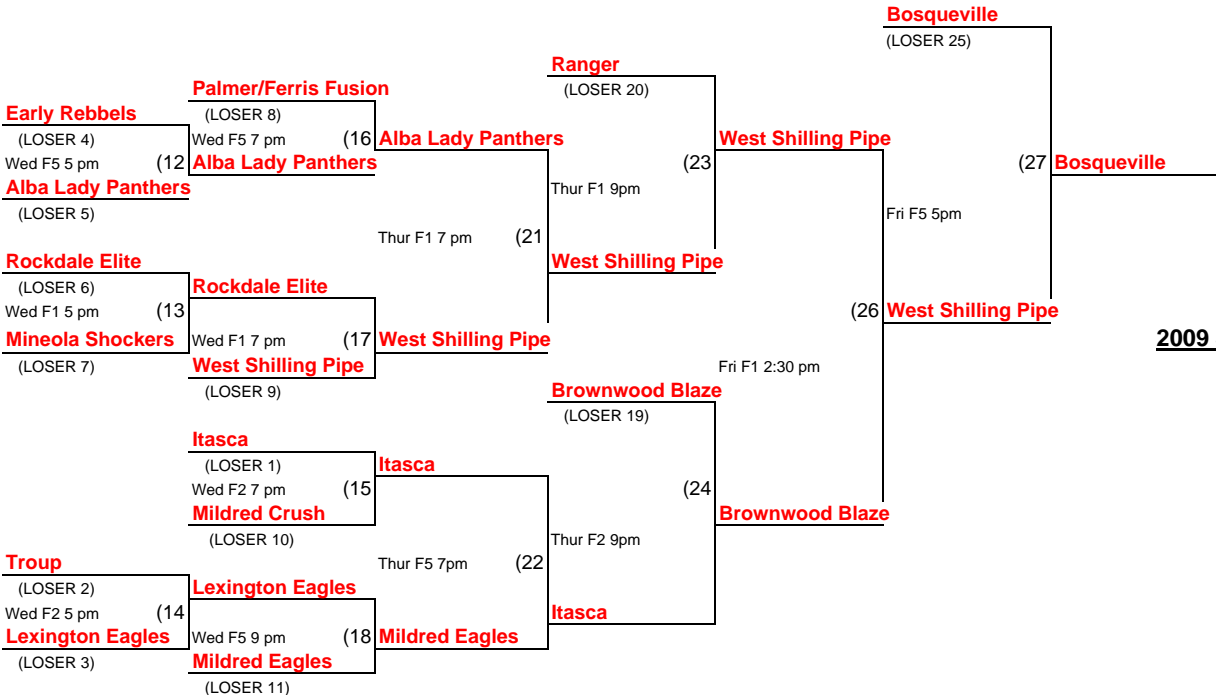 Bosqueville
(LOSER 25)
Ranger
(LOSER 20)
Palmer/Ferris Fusion
(LOSER 8)
Early Rebbels
(LOSER 4)
Wed F5 7 pm (16 Alba Lady Panthers
West Shilling Pipe
Wed F5 5 pm (12 Alba Lady Panthers
(23
(27 Bosqueville
Alba Lady Panthers
(LOSER 5)
Thur F1 9pm
Fri F5 5pm
Thur F1 7 pm (21
Rockdale Elite
(LOSER 6)
West Shilling Pipe
Rockdale Elite
Wed F1 5 pm (13
(26 West Shilling Pipe
Mineola Shockers
(LOSER 7)
Wed F1 7 pm (17 West Shilling Pipe
2009
West Shilling Pipe
(LOSER 9)
Fri F1 2:30 pm
Brownwood Blaze
(LOSER 19)
Itasca
(LOSER 1)
Itasca
Wed F2 7 pm (15
(24
Mildred Crush
(LOSER 10)
Brownwood Blaze
Thur F2 9pm
Troup
(LOSER 2)
Thur F5 7pm (22
Lexington Eagles
Wed F2 5 pm (14
Itasca
Lexington Eagles
(LOSER 3)
Wed F5 9 pm (18 Mildred Eagles
Mildred Eagles
(LOSER 11)